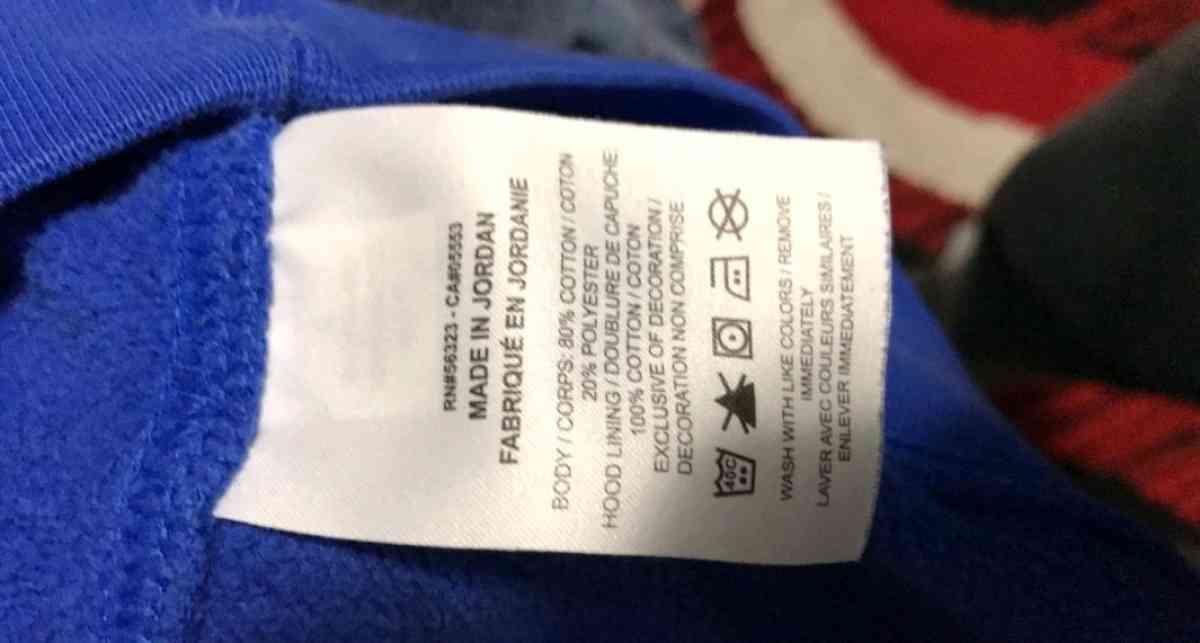 RN#56323 - CA#05553
MADE IN JORDAN
FABRIQUÉ EN JORDANIE
BODY / CORPS: 80% COTTON / COTON
20% POLYESTER
HOOD LINING / DOUBLURE DE CAPUCHE:
100% COTTON / COTON
EXCLUSIVE OF DECORATION /
DECORATION NON COMPRISE
40C
WASH WITH LIKE COLORS / REMOVE
IMMEDIATELY
LAVER AVEC COULEURS SIMILAIRES /
ENLEVER IMMEDIATEMENT